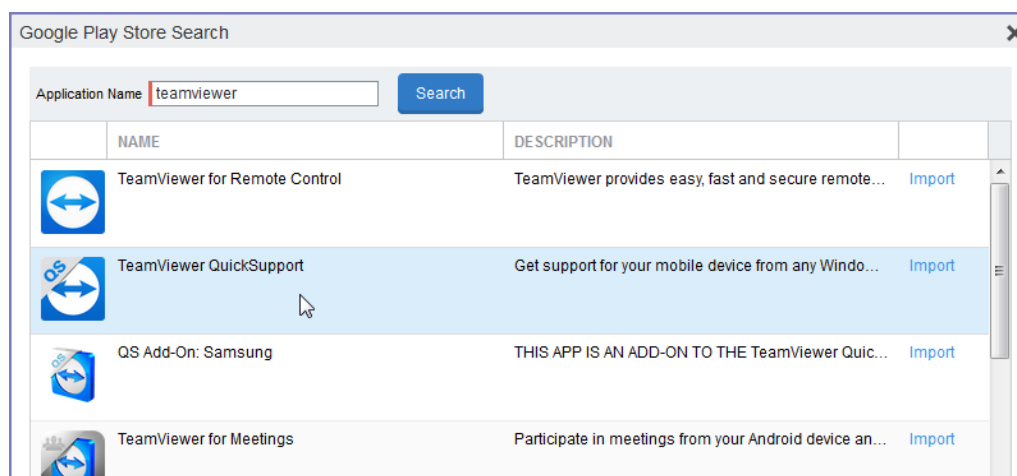 Google Play Store Search
Application Name teamviewer Search
NAME DESCRIPTION
TeamViewer for Remote Control TeamViewer provides easy, fast and secure remote... Import
QS
TeamViewer QuickSupport Get support for your mobile device from any Windo... Import
QS
QS Add-On: Samsung THIS APP IS AN ADD-ON TO THE TeamViewer Quic... Import
TeamViewer for Meetings Participate in meetings from your Android device an... Import